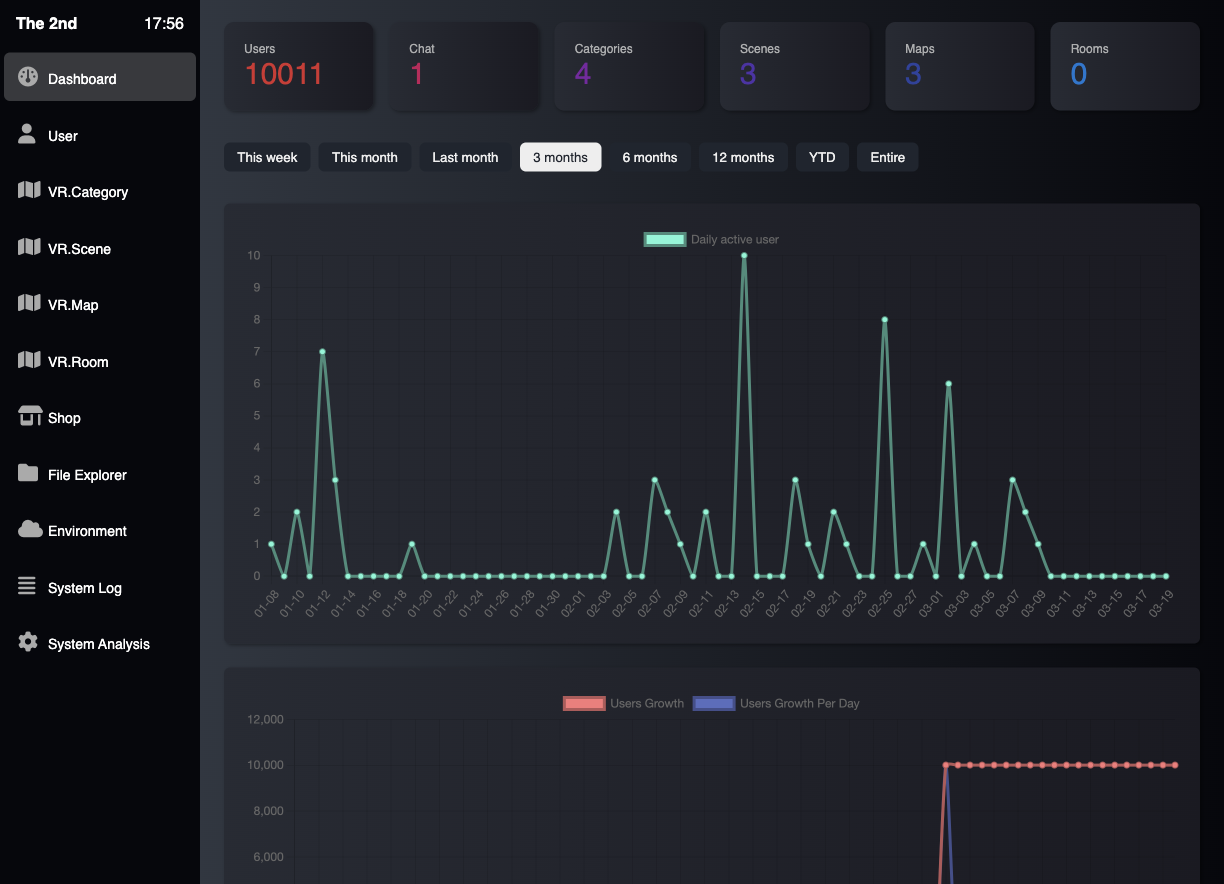 The 2nd 17:56
Dashboard
User
VR.Category
VR.Scene
VR.Map
VR.Room
Shop
File Explorer
Environment
System Log
System Analysis
Users
10011
Chat
1
Categories
4
Scenes
3
Maps
3
Rooms
0
This week This month Last month 3 months 6 months 12 months YTD Entire
Daily active user
10
9
8
7
6
5
4
3
2
1
0
01-08 01-10 01-12 01-14 01-16 01-18 01-20 01-22 01-24 01-26 01-28 01-30 02-01 02-03 02-05 02-07 02-09 02-11 02-13 02-15 02-17 02-19 02-21 02-23 02-25 02-27 03-01 03-03 03-05 03-07 03-09 03-11 03-13 03-15 03-17 03-19
Users Growth Users Growth Per Day
12,000
10,000
8,000
6,000